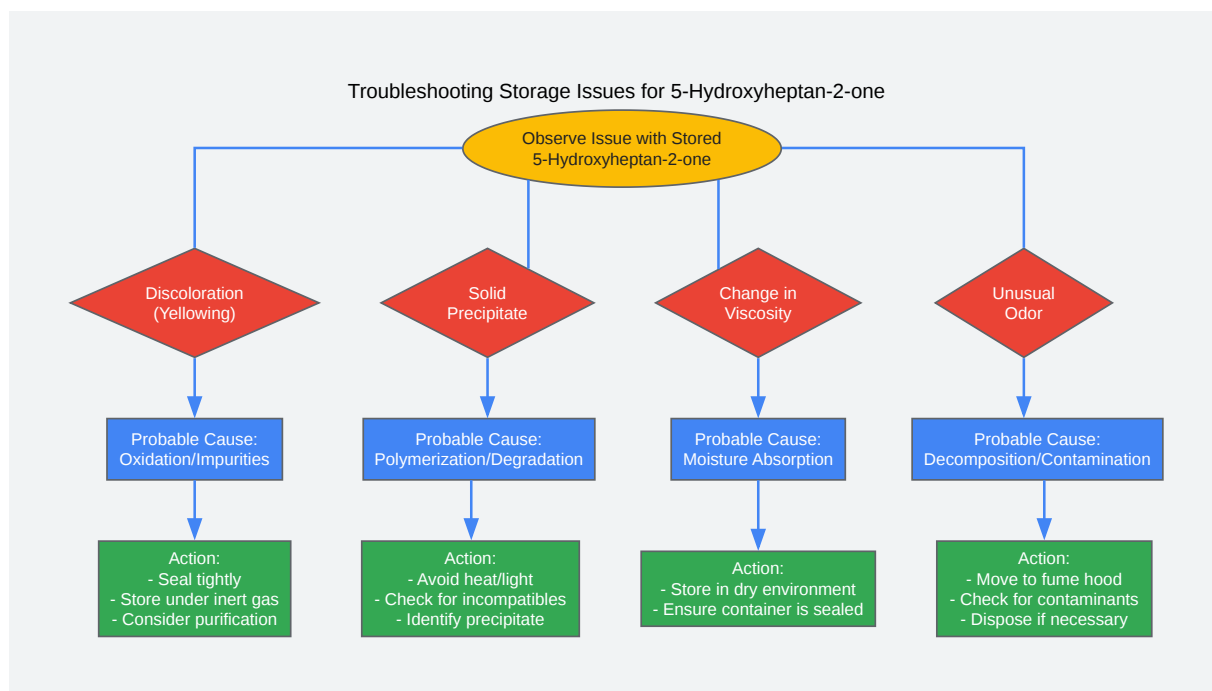 Troubleshooting Storage Issues for 5-Hydroxyheptan-2-one
Observe Issue with Stored
5-Hydroxyheptan-2-one
Discoloration
(Yellowing)
Solid
Precipitate
Change in
Viscosity
Unusual
Odor
Probable Cause:
Oxidation/Impurities
Probable Cause:
Polymerization/Degradation
Probable Cause:
Moisture Absorption
Probable Cause:
Decomposition/Contamination
Action:
- Seal tightly
- Store under inert gas
- Consider purification
Action:
- Avoid heat/light
- Check for incompatibles
- Identify precipitate
Action:
- Store in dry environment
- Ensure container is sealed
Action:
- Move to fume hood
- Check for contaminants
- Dispose if necessary